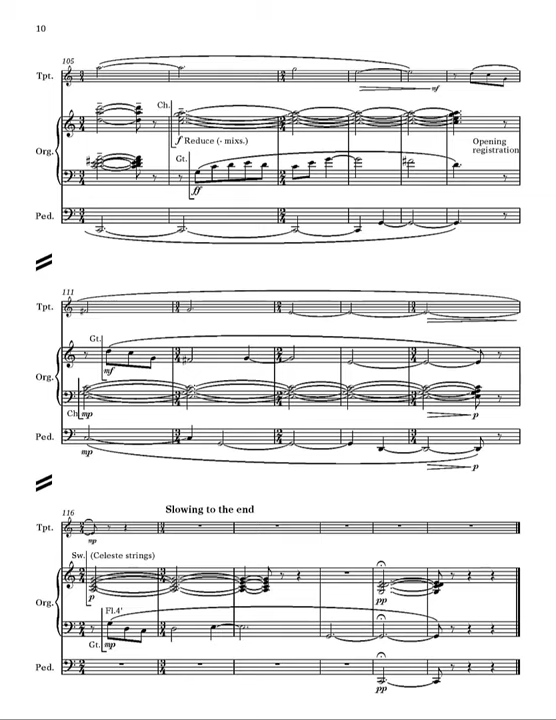 10
105
Tpt.
mf
Ch.
f Reduce (- mixs.)
Opening
registration
Org.
Gt.
ff
Ped.
111
Tpt.
Gt.
mf
Org.
Ch. mp
p
Ped.
mp
p
116
Slowing to the end
Tpt.
mp
Sw. (Celeste strings)
p
pp
Org.
Fl.4'
Gt. mp
Ped.
pp